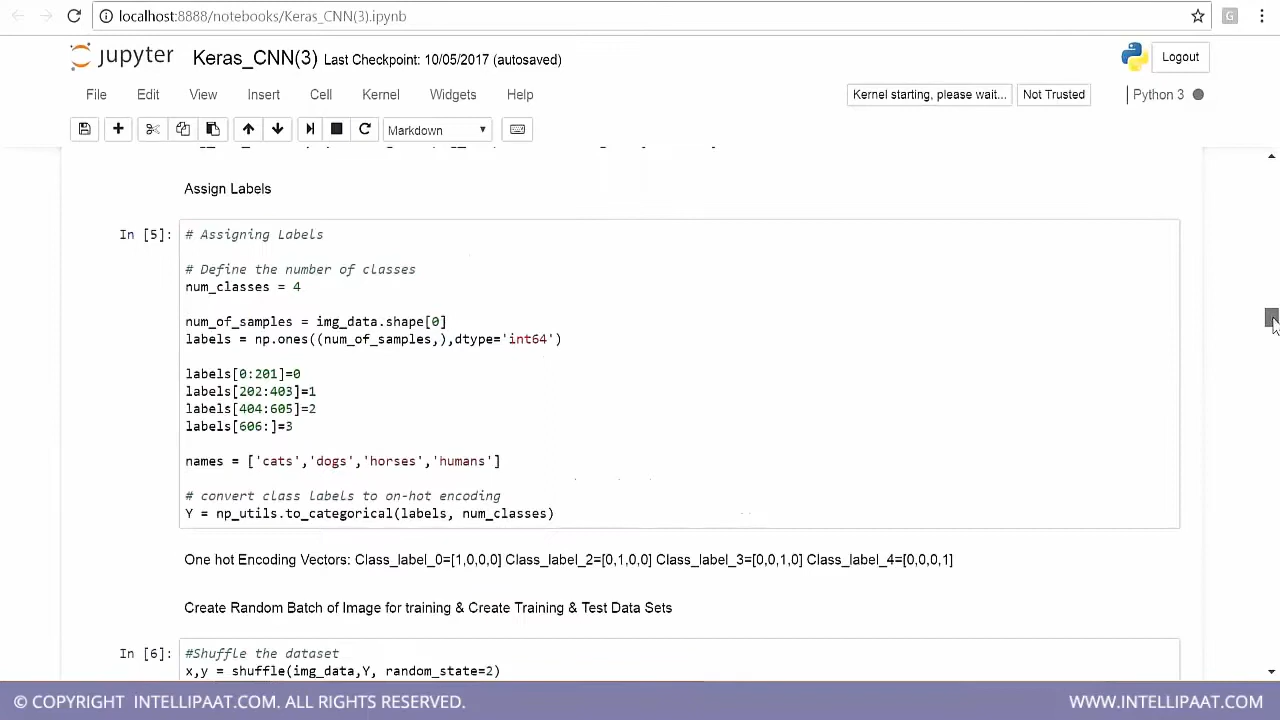 localhost:8888/notebooks/Keras_CNN(3).ipynb
G
jupyter Keras_CNN(3) Last Checkpoint: 10/05/2017 (autosaved)
Logout
File Edit View Insert Cell Kernel Widgets Help
Kernel starting, please wait... Not Trusted Python 3
Markdown
Assign Labels
In [5]:
# Assigning Labels
# Define the number of classes
num_classes = 4
num_of_samples = img_data.shape[0]
labels = np.ones((num_of_samples,),dtype='int64')
labels[0:201]=0
labels[202:403]=1
labels[404:605]=2
labels[606:]=3
names = ['cats','dogs','horses','humans']
# convert class labels to on-hot encoding
Y = np_utils.to_categorical(labels, num_classes)
One hot Encoding Vectors: Class_label_0=[1,0,0,0] Class_label_2=[0,1,0,0] Class_label_3=[0,0,1,0] Class_label_4=[0,0,0,1]
Create Random Batch of Image for training & Create Training & Test Data Sets
In [6]:
#Shuffle the dataset
x,y = shuffle(img_data,Y, random_state=2)
© COPYRIGHT INTELLIPAAT.COM. ALL RIGHTS RESERVED.
WWW.INTELLIPAAT.COM